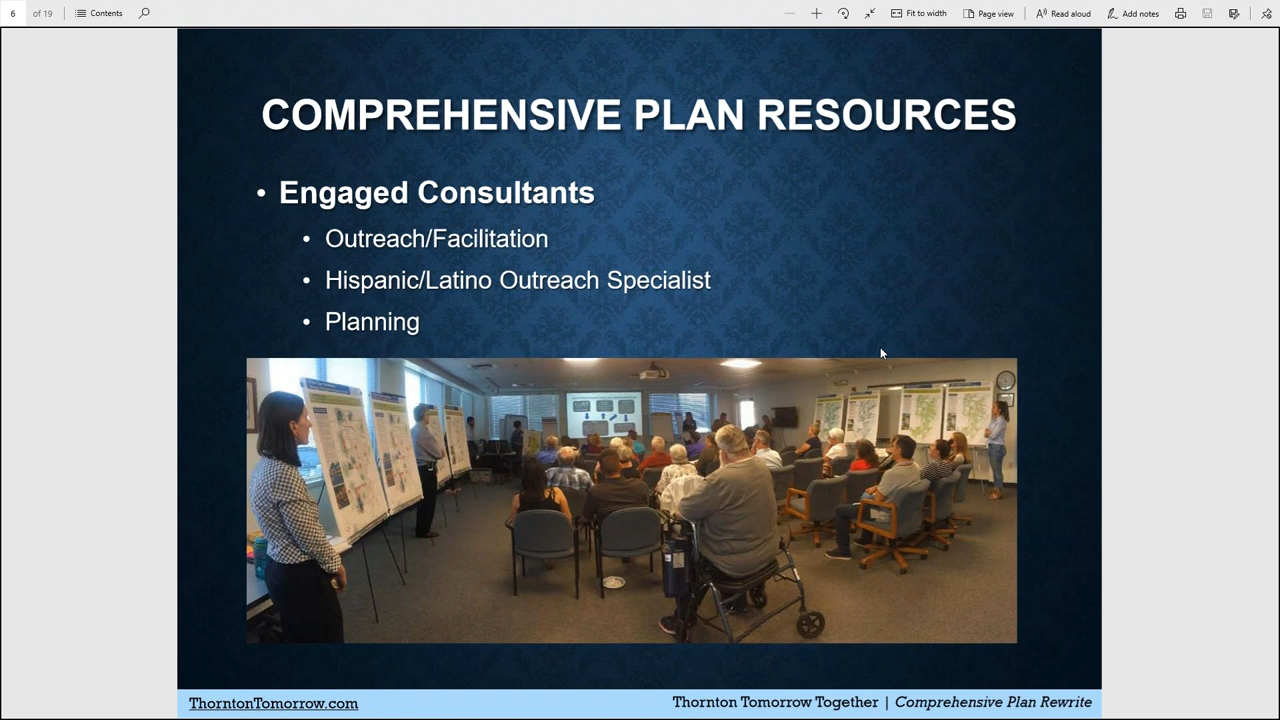 6 of 19 Contents Fit to width Page view Read aloud Add notes
COMPREHENSIVE PLAN RESOURCES
• Engaged Consultants
• Outreach/Facilitation
• Hispanic/Latino Outreach Specialist
• Planning
ThorntonTomorrow.com Thornton Tomorrow Together | Comprehensive Plan Rewrite